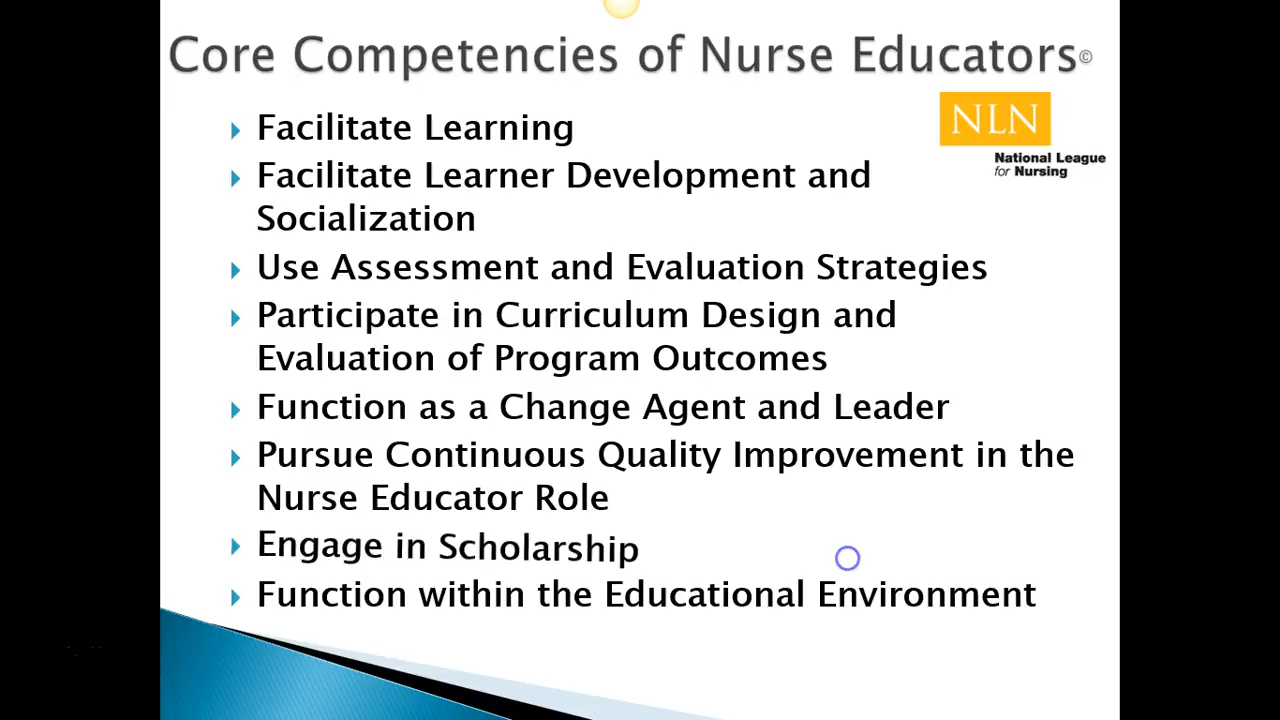 Core Competencies of Nurse Educators©
NLN
National League
for Nursing
Facilitate Learning
Facilitate Learner Development and
Socialization
Use Assessment and Evaluation Strategies
Participate in Curriculum Design and
Evaluation of Program Outcomes
Function as a Change Agent and Leader
Pursue Continuous Quality Improvement in the
Nurse Educator Role
Engage in Scholarship
Function within the Educational Environment